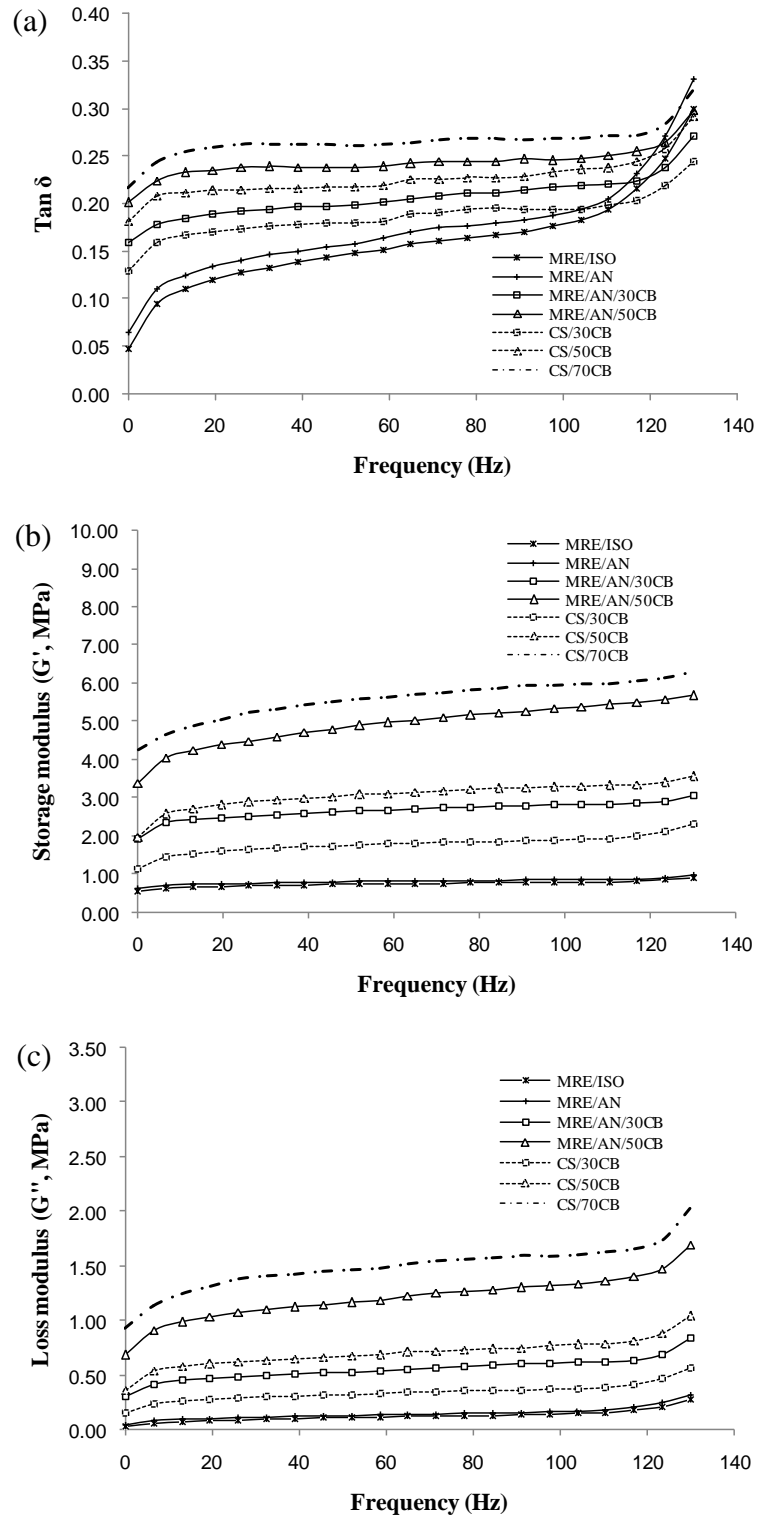 (a)
0.40
0.35
0.30
0.25
0.20
0.15
0.10
0.05
0.00
Tan δ
MRE/ISO
MRE/AN
MRE/AN/30CB
MRE/AN/50CB
CS/30CB
CS/50CB
CS/70CB
0 20 40 60 80 100 120 140
Frequency (Hz)
(b)
10.00
9.00
8.00
7.00
6.00
5.00
4.00
3.00
2.00
1.00
0.00
Storage modulus (G', MPa)
MRE/ISO
MRE/AN
MRE/AN/30CB
MRE/AN/50CB
CS/30CB
CS/50CB
CS/70CB
0 20 40 60 80 100 120 140
Frequency (Hz)
(c)
3.50
3.00
2.50
2.00
1.50
1.00
0.50
0.00
Loss modulus (G'', MPa)
MRE/ISO
MRE/AN
MRE/AN/30CB
MRE/AN/50CB
CS/30CB
CS/50CB
CS/70CB
0 20 40 60 80 100 120 140
Frequency (Hz)